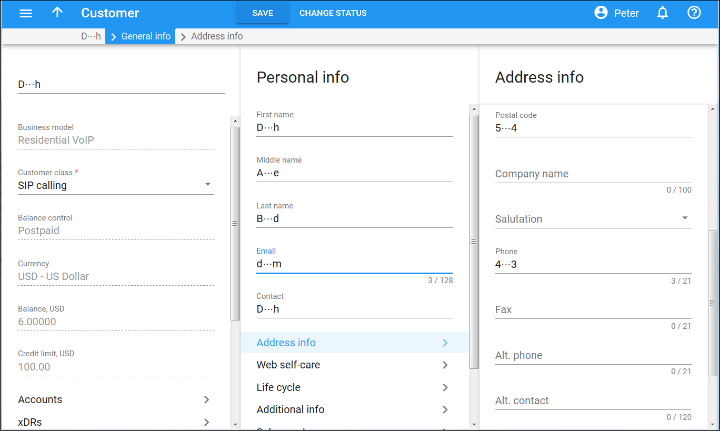 Customer
SAVE
CHANGE STATUS
Peter
D···h
General info
Address info
D···h
Business model
Residential VoIP
Customer class *
SIP calling
Balance control
Postpaid
Currency
USD - US Dollar
Balance, USD
6.00000
Credit limit, USD
100.00
Accounts
xDRs
Personal info
First name
D···h
Middle name
A···e
Last name
B···d
Email
d···m
3 / 128
Contact
D···h
Address info
Web self-care
Life cycle
Additional info
Address info
Postal code
5···4
Company name
0 / 100
Salutation
Phone
4···3
3 / 21
Fax
0 / 21
Alt. phone
0 / 21
Alt. contact
0 / 120